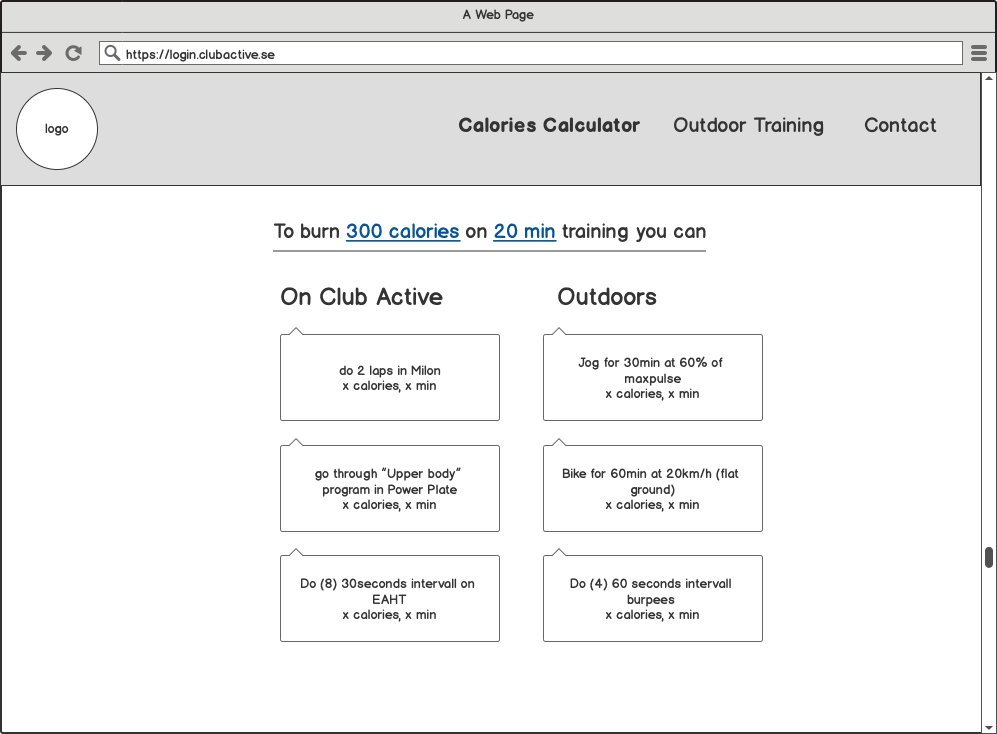 A Web Page
https://login.clubactive.se
logo
Calories Calculator
Outdoor Training
Contact
To burn 300 calories on 20 min training you can
On Club Active
Outdoors
do 2 laps in Milon
x calories, x min
Jog for 30min at 60% of
maxpulse
x calories, x min
go through "Upper body"
program in Power Plate
x calories, x min
Bike for 60min at 20km/h (flat
ground)
x calories, x min
Do (8) 30seconds intervall on
EAHT
x calories, x min
Do (4) 60 seconds intervall
burpees
x calories, x min